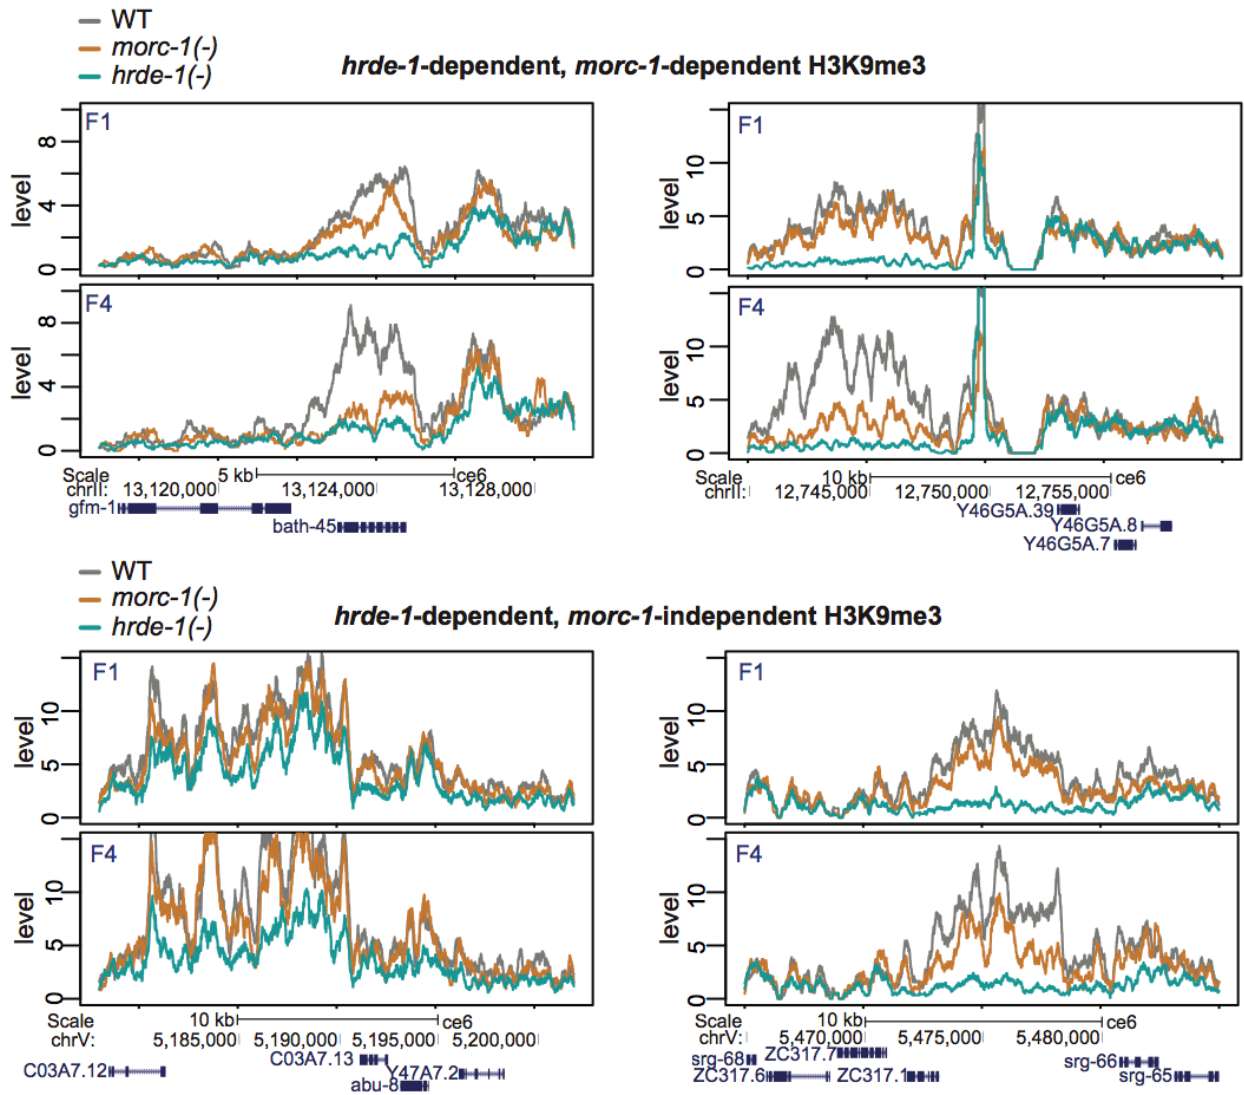 WT
morc-1(-)
hrde-1(-)
hrde-1-dependent, morc-1-dependent H3K9me3
F1
level
8
4
0
F4
level
8
4
0
Scale
5 kb
ce6
chrII:
13,120,000
13,124,000
13,128,000
gfm-1
bath-45
F1
level
10
5
0
F4
level
10
5
0
Scale
10 kb
ce6
chrII:
12,745,000
12,750,000
12,755,000
Y46G5A.39
Y46G5A.8
Y46G5A.7
WT
morc-1(-)
hrde-1(-)
hrde-1-dependent, morc-1-independent H3K9me3
F1
level
10
5
0
F4
level
10
5
0
Scale
10 kb
ce6
chrV:
5,185,000
5,190,000
5,195,000
5,200,000
C03A7.13
C03A7.12
Y47A7.2
abu-8
F1
level
10
5
0
F4
level
10
5
0
Scale
10 kb
ce6
chrV:
5,470,000
5,475,000
5,480,000
srg-68
ZC317.7
srg-66
ZC317.6
ZC317.1
srg-65